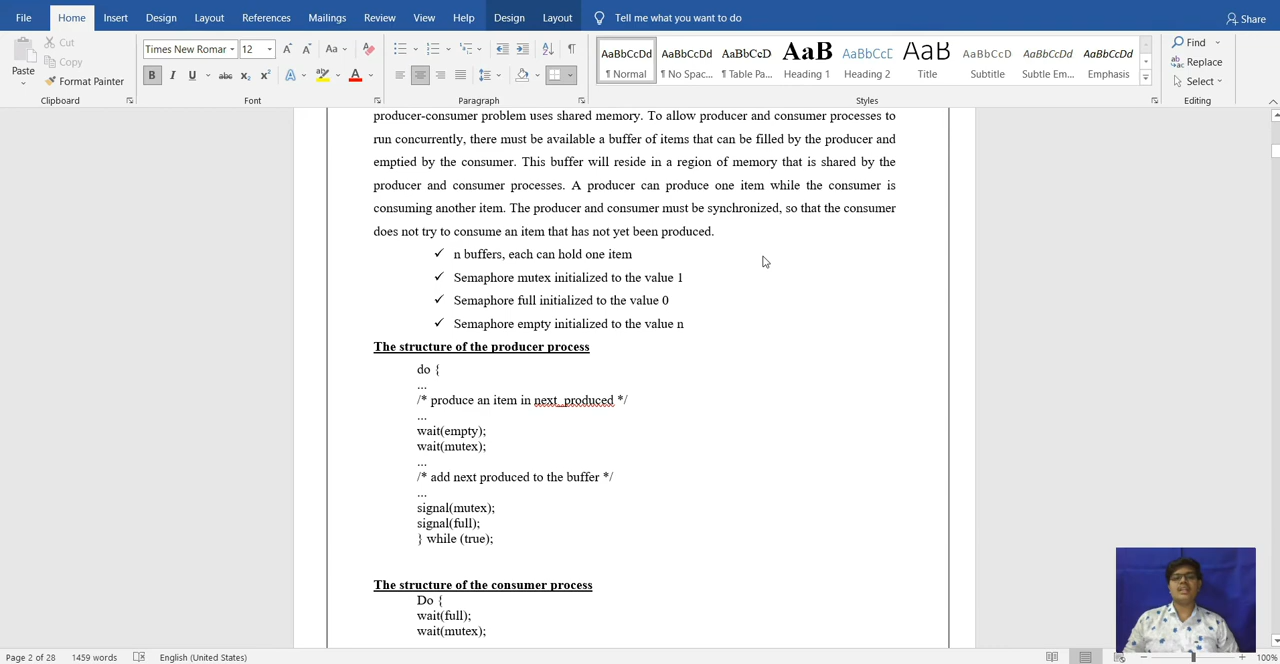 File Home Insert Design Layout References Mailings Review View Help Design Layout Tell me what you want to do Share
Paste
Cut
Copy
Format Painter
Clipboard
Times New Romar 12
Font
Paragraph
AaBbCcDd ¶ Normal
AaBbCcDd ¶ No Spac...
AaBbCcD ¶ Table Pa...
AaB Heading 1
AaBbCcE Heading 2
AaB Title
AaBbCcD Subtitle
AaBbCcDd Subtle Em...
AaBbCcDd Emphasis
Styles
Find
Replace
Select
Editing
producer-consumer problem uses shared memory. To allow producer and consumer processes to
run concurrently, there must be available a buffer of items that can be filled by the producer and
emptied by the consumer. This buffer will reside in a region of memory that is shared by the
producer and consumer processes. A producer can produce one item while the consumer is
consuming another item. The producer and consumer must be synchronized, so that the consumer
does not try to consume an item that has not yet been produced.
✓ n buffers, each can hold one item
✓ Semaphore mutex initialized to the value 1
✓ Semaphore full initialized to the value 0
✓ Semaphore empty initialized to the value n
The structure of the producer process
do {
...
/* produce an item in next_produced */
...
wait(empty);
wait(mutex);
...
/* add next produced to the buffer */
...
signal(mutex);
signal(full);
} while (true);
The structure of the consumer process
Do {
wait(full);
wait(mutex);
Page 2 of 28 1459 words English (United States) 100%